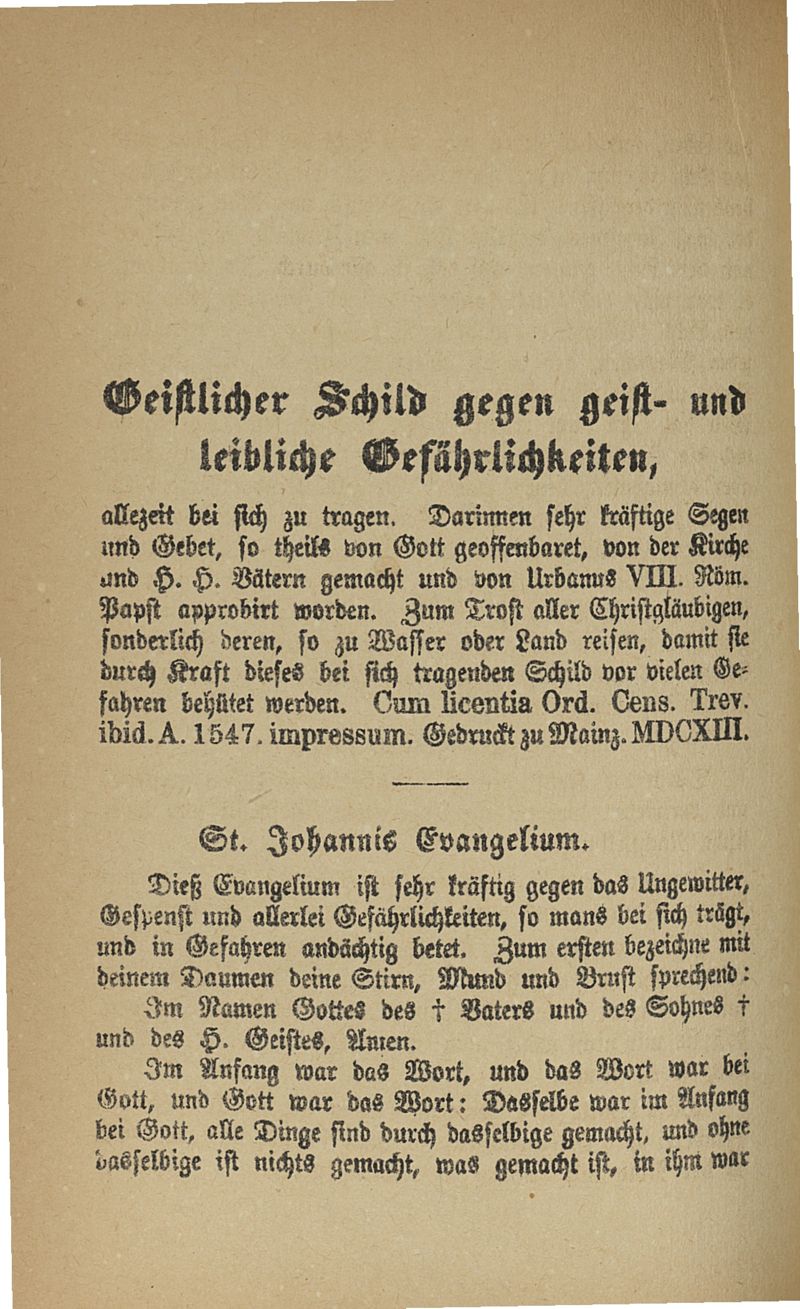 Geistlicher Schild gegen geist- und
leibliche Gefährlichkeiten,
allezeit bei sich zu tragen. Darinnen sehr kräftige Segen
und Gebet, so theils von Gott geoffenbaret, von der Kirche
und H. H. Vätern gemacht und von Urbanus VIII. Röm.
Papst approbirt worden. Zum Trost aller Christgläubigen,
sonderlich deren, so zu Wasser oder Land reisen, damit sie
durch Kraft dieses bei sich tragenden Schild vor vielen Ge-
fahren behütet werden. Cum licentia Ord. Cens. Trev.
ibid. A. 1547. impressum. Gedruckt zu Mainz. MDCXIII.
St. Johannis Evangelium.
Dieß Evangelium ist sehr kräftig gegen das Ungewitter,
Gespenst und allerlei Gefährlichkeiten, so mans bei sich trägt,
und in Gefahren andächtig betet. Zum ersten bezeichne mit
deinem Daumen deine Stirn, Mund und Brust sprechend:
Im Namen Gottes des † Vaters und des Sohnes †
und des H. Geistes, Amen.
Im Anfang war das Wort, und das Wort war bei
Gott, und Gott war das Wort: Dasselbe war im Anfang
bei Gott, alle Dinge sind durch dasselbige gemacht, und ohne
dasselbige ist nichts gemacht, was gemacht ist, in ihm war